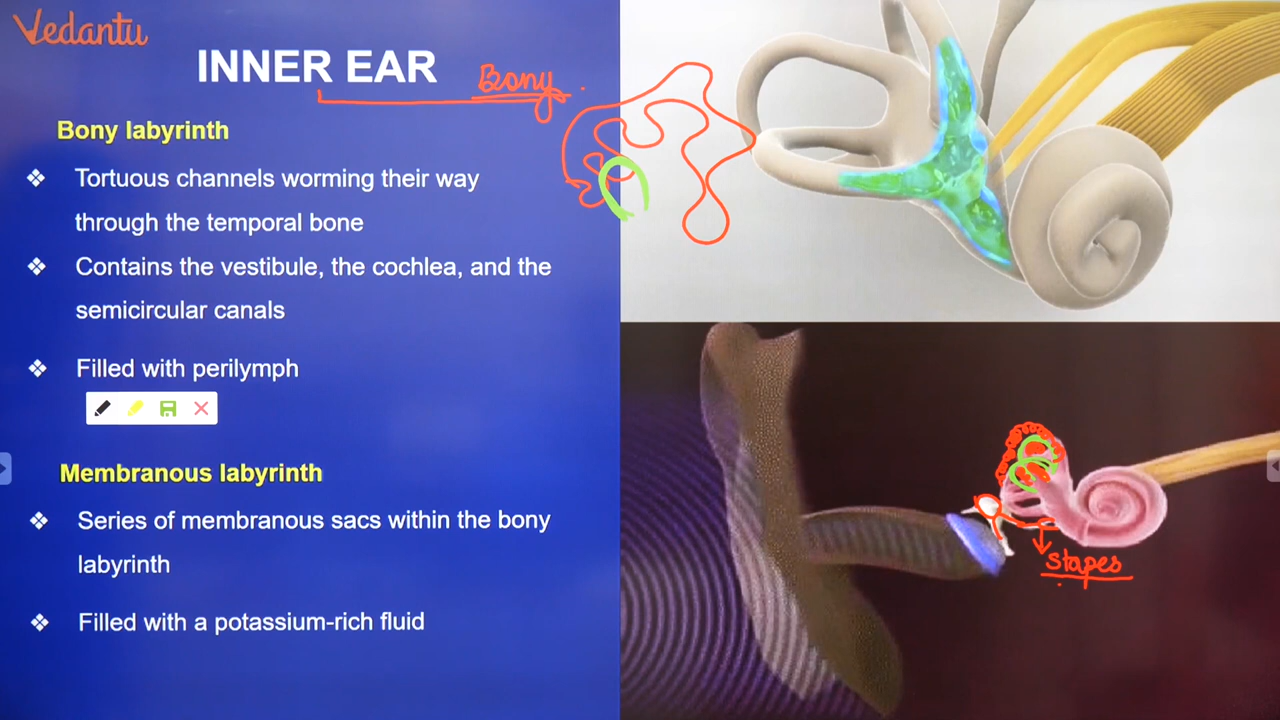 Vedantu
INNER EAR
Bony
Bony labyrinth
❖ Tortuous channels worming their way
through the temporal bone
❖ Contains the vestibule, the cochlea, and the
semicircular canals
❖ Filled with perilymph
Membranous labyrinth
❖ Series of membranous sacs within the bony
labyrinth
❖ Filled with a potassium-rich fluid
stapes